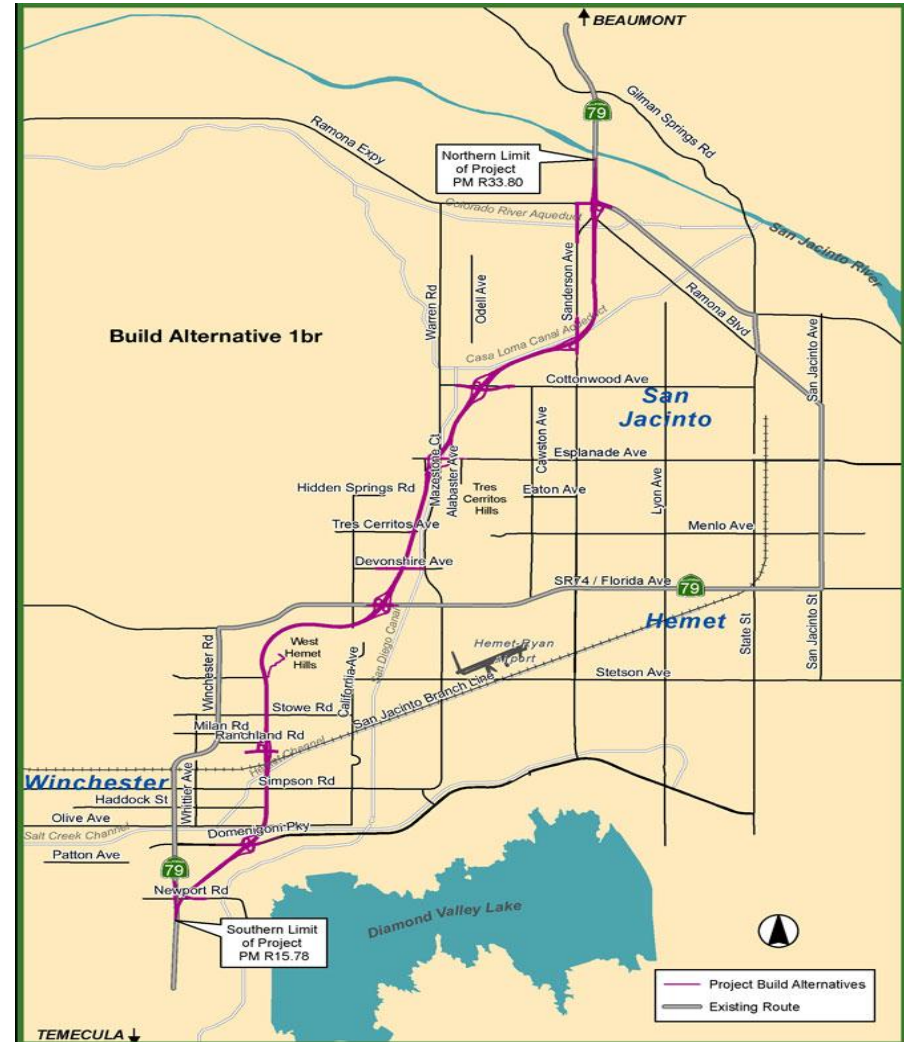 BEAUMONT
79
Gilman Springs Rd
Ramona Expy
Northern Limit
of Project
PM R33.80
Colorado River Aqueduct
San Jacinto River
Sanderson Ave
Odell Ave
Warren Rd
Ramona Blvd
Build Alternative 1br
Casa Loma Canal Aqueduct
San Jacinto Ave
Cottonwood Ave
San
Jacinto
Mazestone Ct
Alabaster Ave
Cawston Ave
Esplanade Ave
Hidden Springs Rd
Tres
Cerritos
Hills
Eaton Ave
Lyon Ave
Tres Cerritos Ave
Menlo Ave
Devonshire Ave
SR74 / Florida Ave
79
Hemet
West
Hemet
Hills
Winchester Rd
California Ave
San Diego Canal
Hemet-Ryan
Airport
State St
San Jacinto St
Stetson Ave
Stowe Rd
San Jacinto Branch Line
Milan Rd
Ranchland Rd
Hemet Channel
Winchester
Simpson Rd
Whittier Ave
Haddock St
Olive Ave
Salt Creek Channel
Domenigoni Pky
Patton Ave
79
Newport Rd
Diamond Valley Lake
Southern Limit
of Project
PM R15.78
Project Build Alternatives
Existing Route
TEMECULA